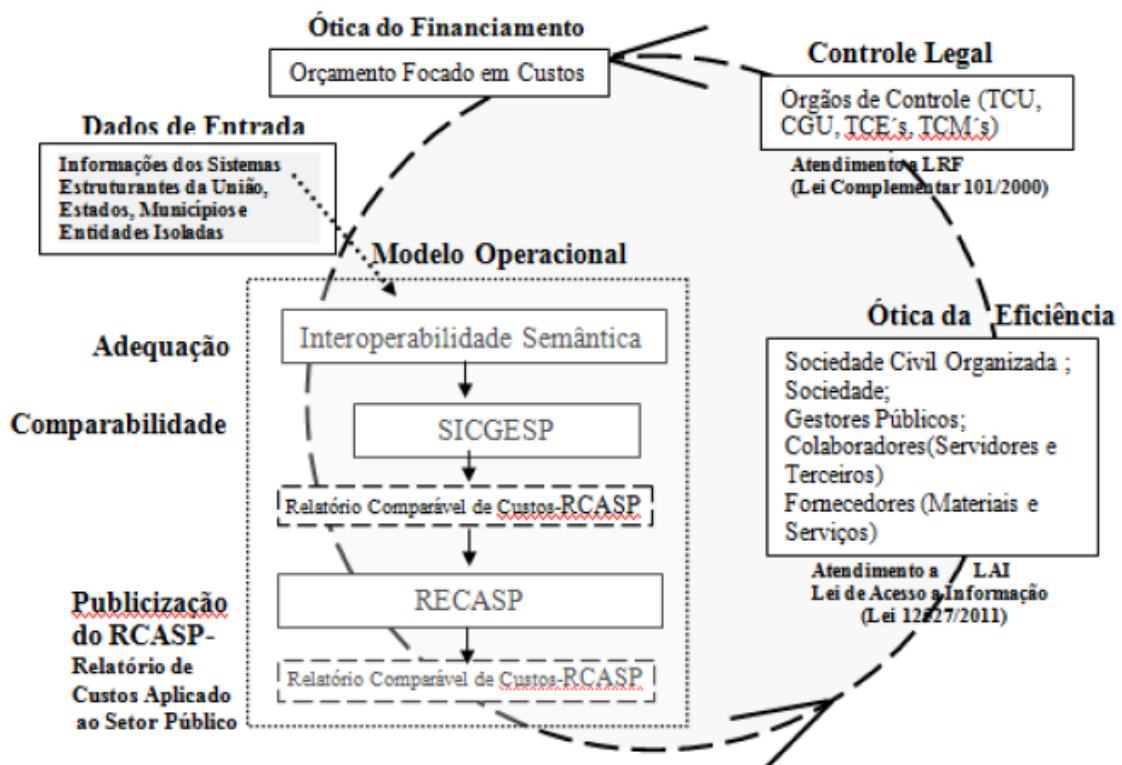 Ótica do Financiamento
Orçamento Focado em Custos
Controle Legal
Órgãos de Controle (TCU,
CGU, TCE´s, TCM´s)
Atendimento a LRF
(Lei Complementar 101/2000)
Dados de Entrada
Informações dos Sistemas
Estruturantes da União,
Estados, Municípios e
Entidades Isoladas
Modelo Operacional
Adequação
Interoperabilidade Semântica
Comparabilidade
SICGESP
Relatório Comparável de Custos-RCASP
RECASP
Relatório Comparável de Custos-RCASP
Publicização
do RCASP-
Relatório de
Custos Aplicado
ao Setor Público
Ótica da Eficiência
Sociedade Civil Organizada ;
Sociedade;
Gestores Públicos;
Colaboradores(Servidores e
Terceiros)
Fornecedores (Materiais e
Serviços)
Atendimento a LAI
Lei de Acesso a Informação
(Lei 12527/2011)